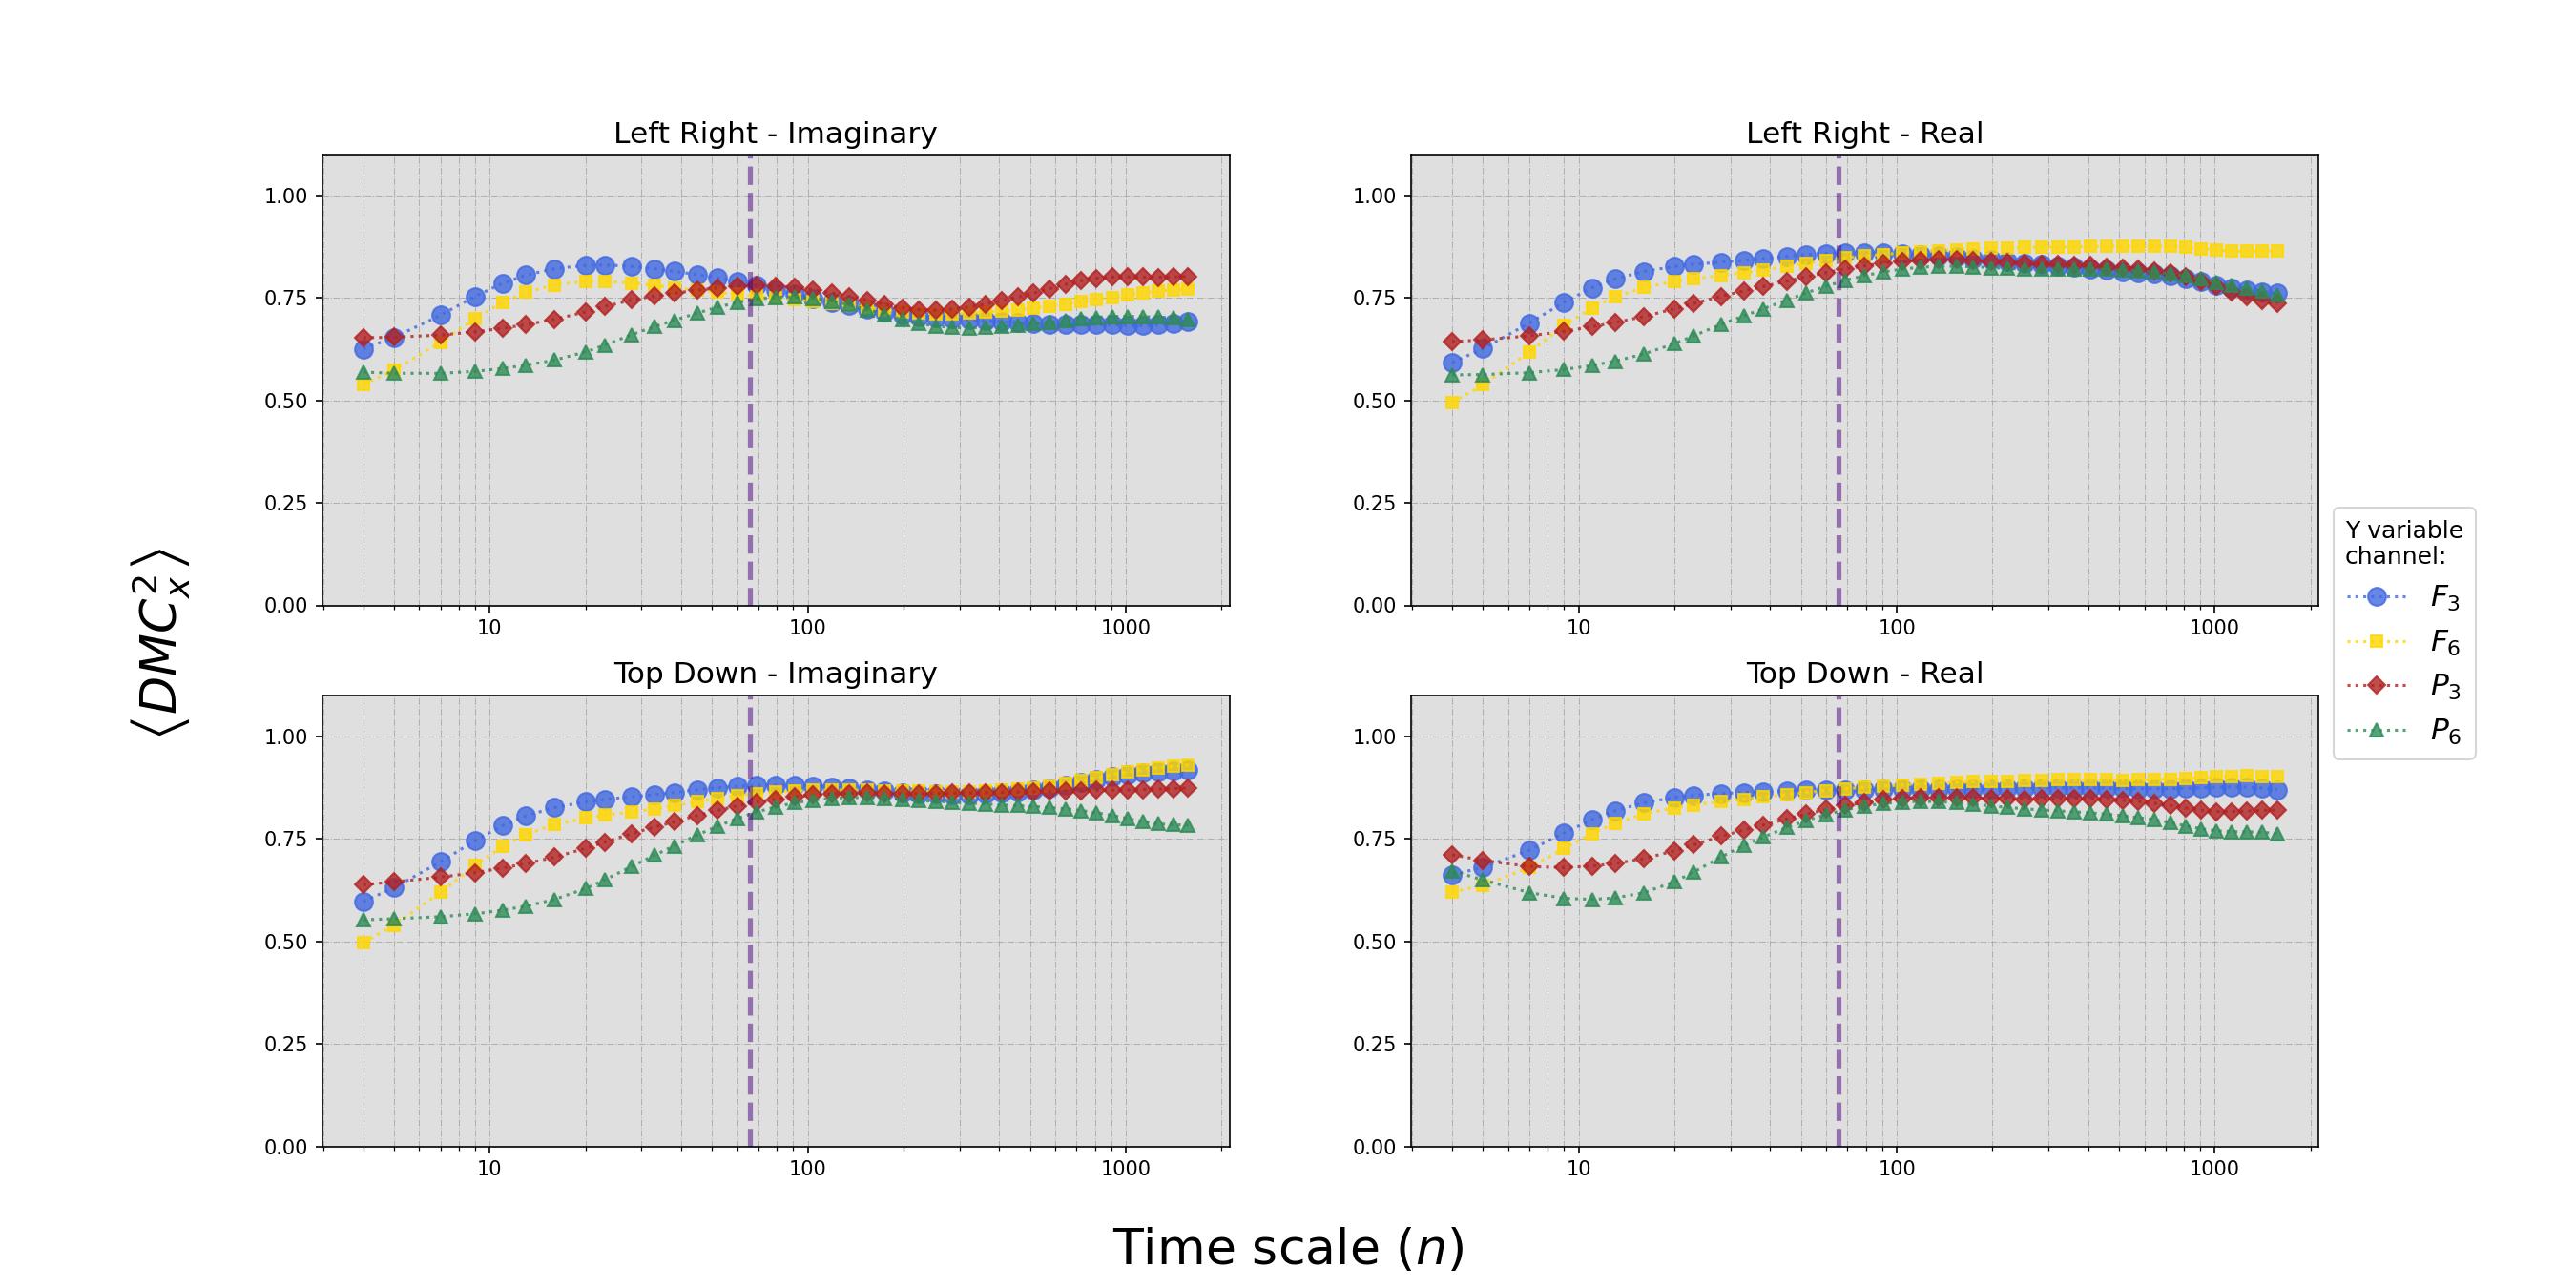 Left Right - Imaginary
1.00
0.75
0.50
0.25
0.00
10 100 1000
Left Right - Real
1.00
0.75
0.50
0.25
0.00
10 100 1000
Top Down - Imaginary
1.00
0.75
0.50
0.25
0.00
10 100 1000
Top Down - Real
1.00
0.75
0.50
0.25
0.00
10 100 1000
Y variable
channel:
F₃
F₆
P₃
P₆
⟨DMC²ₓ⟩
Time scale (n)